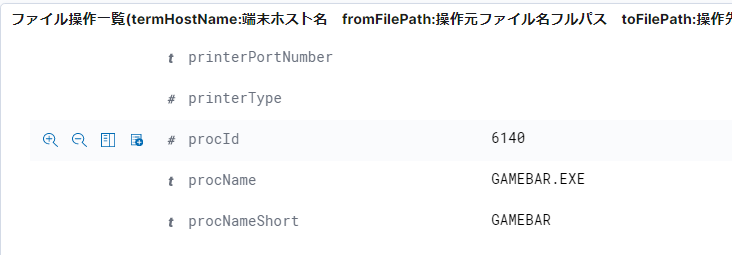 ファイル操作一覧(termHostName:端末ホスト名　fromFilePath:操作元ファイル名フルパス　toFilePath:操作先
t printerPortNumber
# printerType
# procId 6140
t procName GAMEBAR.EXE
t procNameShort GAMEBAR